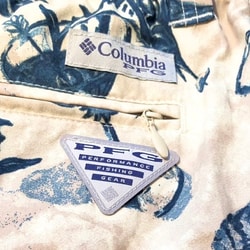 Columbia
PFG
PFG
PERFORMANCE
FISHING
GEAR